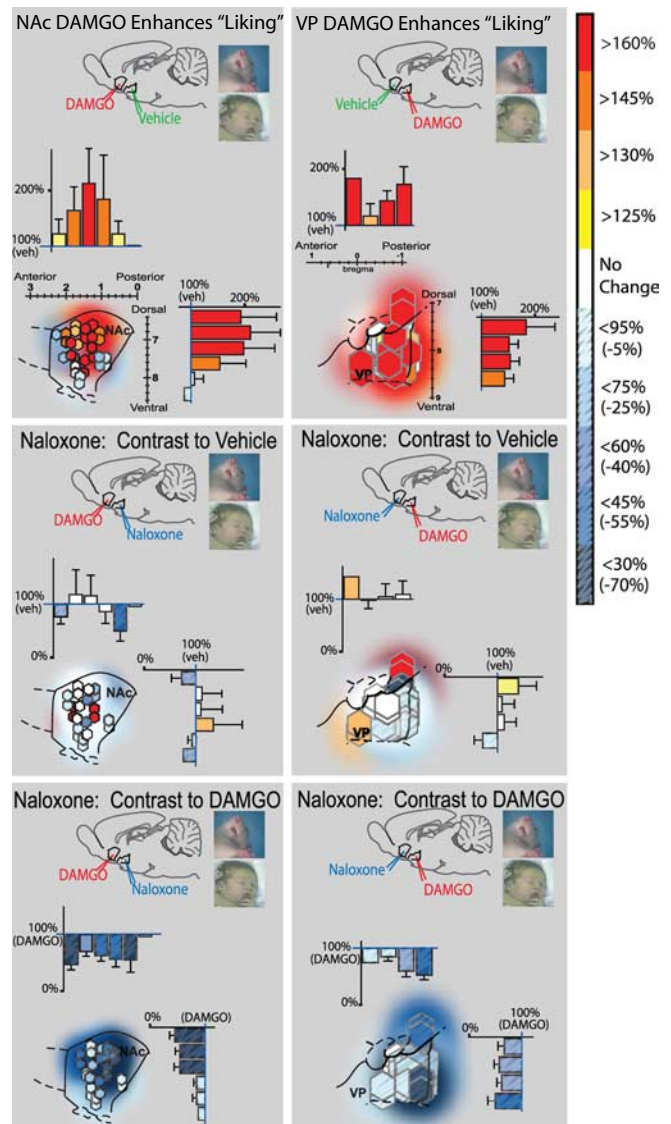 NAc DAMGO Enhances “Liking”
DAMGO
Vehicle
200%
100%
(veh)
Anterior
Posterior
3 2 1 0
Dorsal
NAc
7
8
Ventral
100%
(veh)
200%
VP DAMGO Enhances “Liking”
Vehicle
DAMGO
200%
100%
(veh)
Anterior
Posterior
1 0 -1
bregma
Dorsal
7
VP
8
9
Ventral
100%
(veh)
200%
>160%
>145%
>130%
>125%
No
Change
<95%
(-5%)
<75%
(-25%)
<60%
(-40%)
<45%
(-55%)
<30%
(-70%)
Naloxone: Contrast to Vehicle
DAMGO
Naloxone
100%
(veh)
0%
NAc
0%
100%
(veh)
Naloxone: Contrast to Vehicle
Naloxone
DAMGO
100%
(veh)
0%
VP
0%
100%
(veh)
Naloxone: Contrast to DAMGO
DAMGO
Naloxone
100%
(DAMGO)
0%
NAc
0%
(DAMGO)
Naloxone: Contrast to DAMGO
Naloxone
DAMGO
100%
(DAMGO)
0%
VP
0%
100%
(DAMGO)